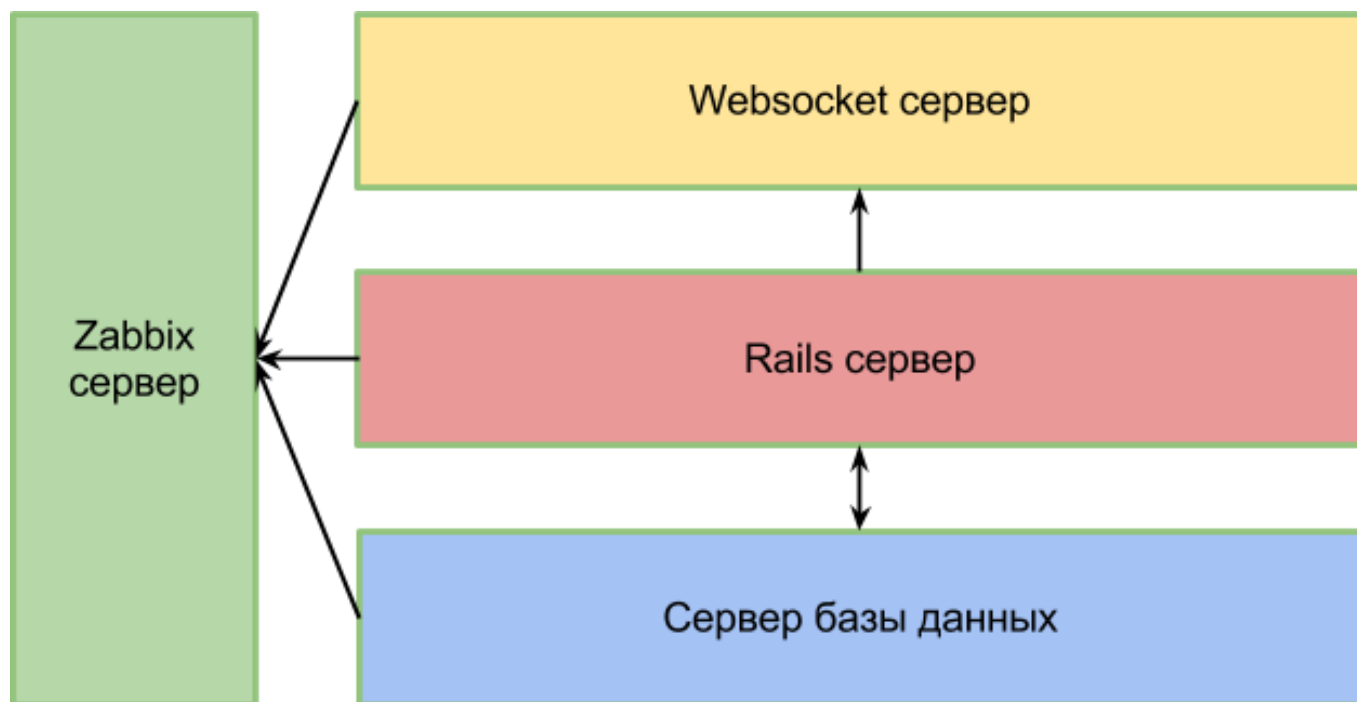 Websocket сервер
Zabbix
сервер
Rails сервер
Сервер базы данных